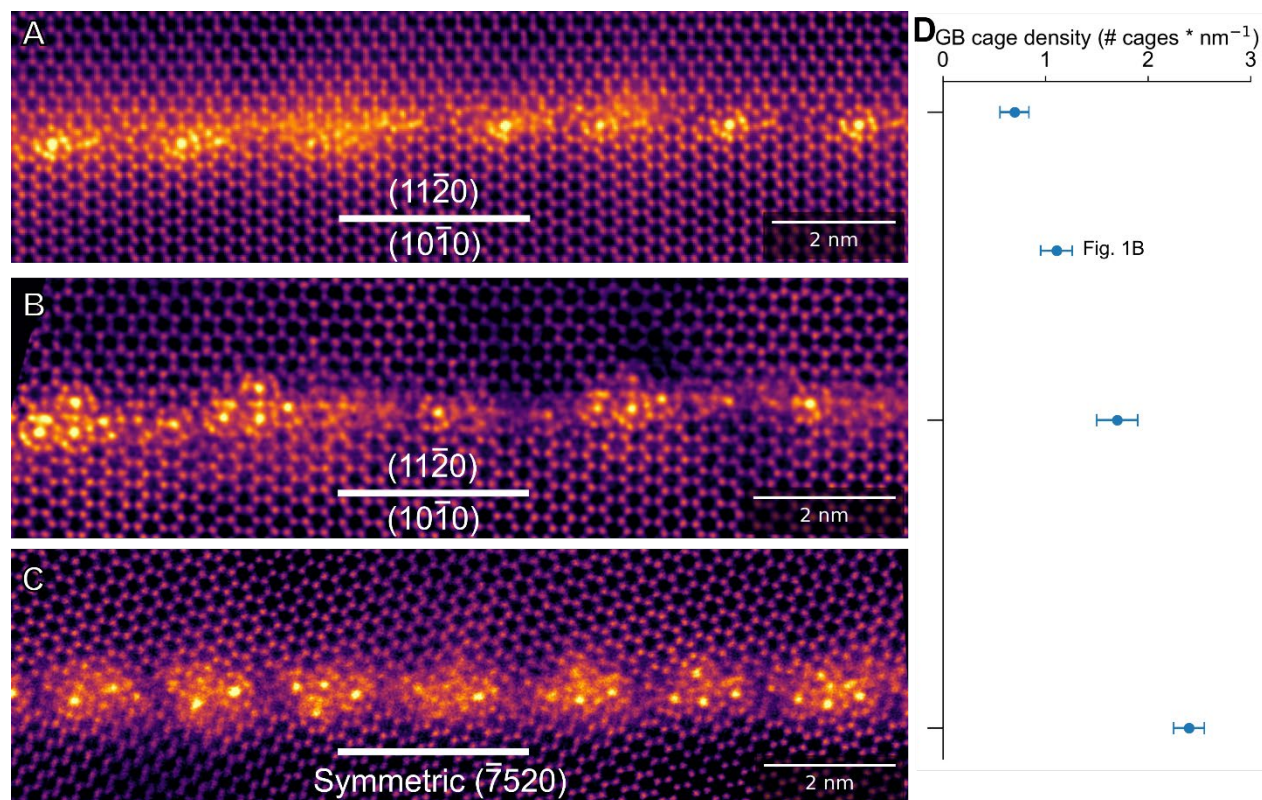 A
(112̄0)
(101̄0)
2 nm
B
(112̄0)
(101̄0)
2 nm
C
Symmetric (7̄520)
2 nm
D
GB cage density (# cages * nm⁻¹)
0 1 2 3
Fig. 1B